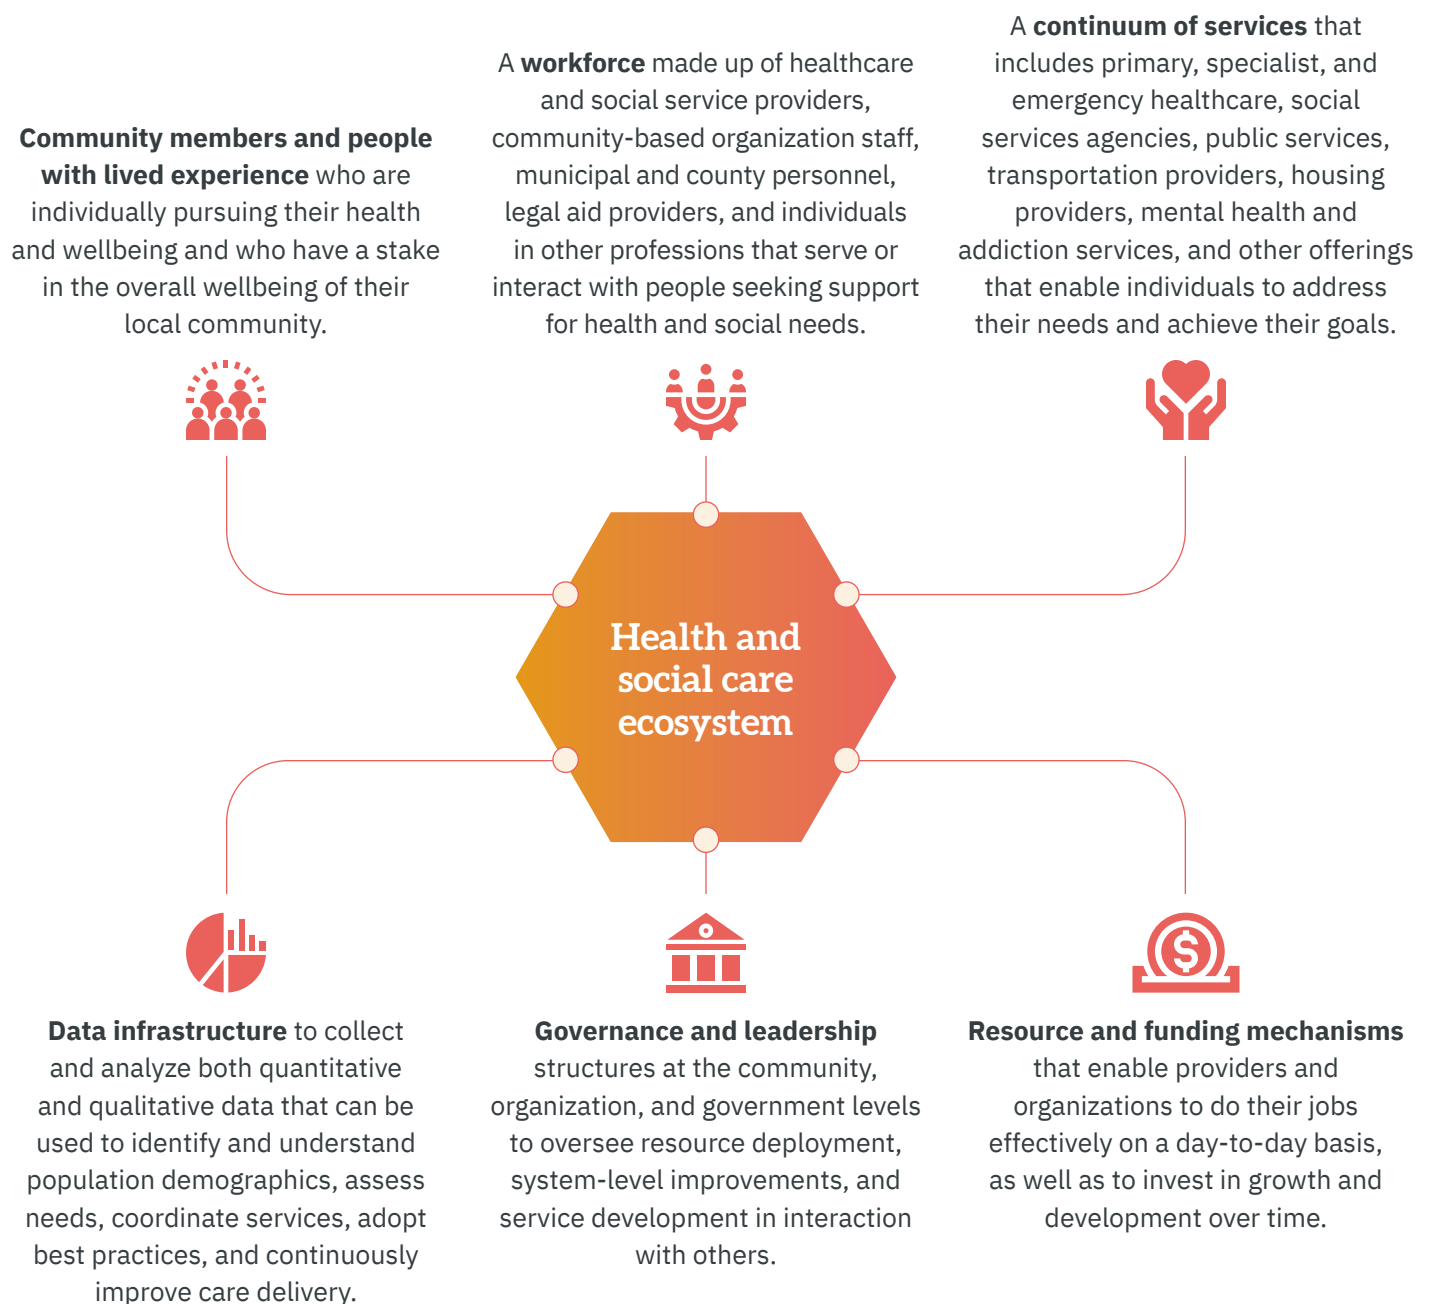 Community members and people
with lived experience who are
individually pursuing their health
and wellbeing and who have a stake
in the overall wellbeing of their
local community.
A workforce made up of healthcare
and social service providers,
community-based organization staff,
municipal and county personnel,
legal aid providers, and individuals
in other professions that serve or
interact with people seeking support
for health and social needs.
A continuum of services that
includes primary, specialist, and
emergency healthcare, social
services agencies, public services,
transportation providers, housing
providers, mental health and
addiction services, and other offerings
that enable individuals to address
their needs and achieve their goals.
Health and
social care
ecosystem
$
Data infrastructure to collect
and analyze both quantitative
and qualitative data that can be
used to identify and understand
population demographics, assess
needs, coordinate services, adopt
best practices, and continuously
improve care delivery.
Governance and leadership
structures at the community,
organization, and government levels
to oversee resource deployment,
system-level improvements, and
service development in interaction
with others.
Resource and funding mechanisms
that enable providers and
organizations to do their jobs
effectively on a day-to-day basis,
as well as to invest in growth and
development over time.